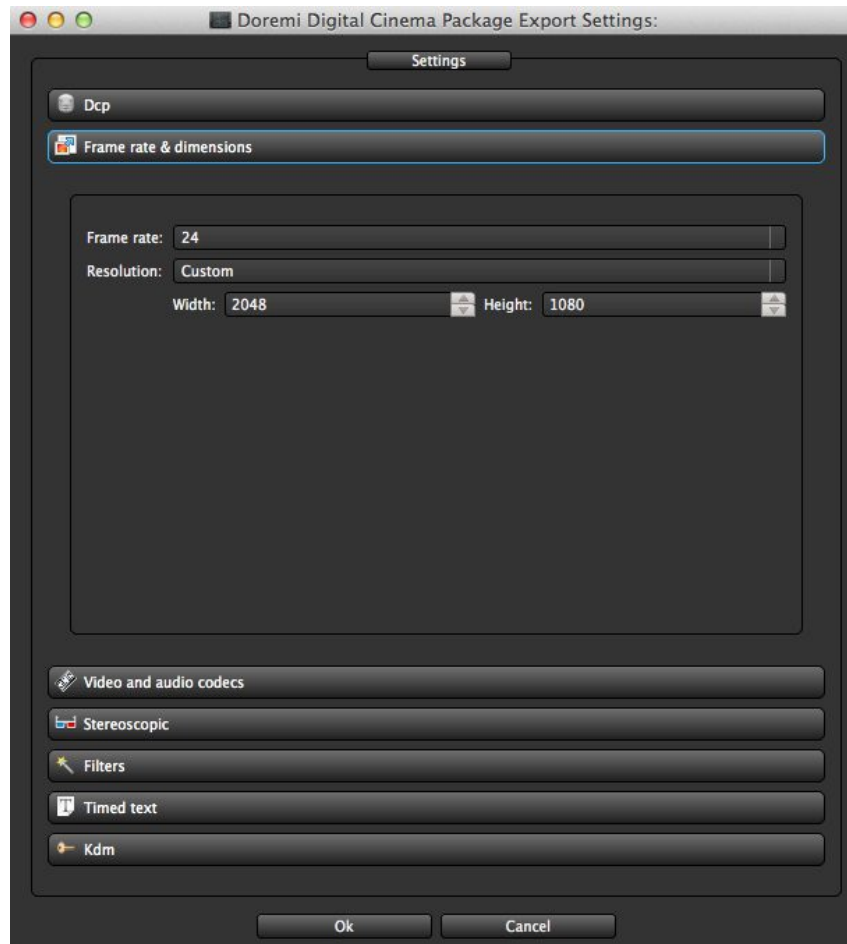 Doremi Digital Cinema Package Export Settings:
Settings
Dcp
Frame rate & dimensions
Frame rate: 24
Resolution: Custom
Width: 2048 Height: 1080
Video and audio codecs
Stereoscopic
Filters
Timed text
Kdm
Ok Cancel